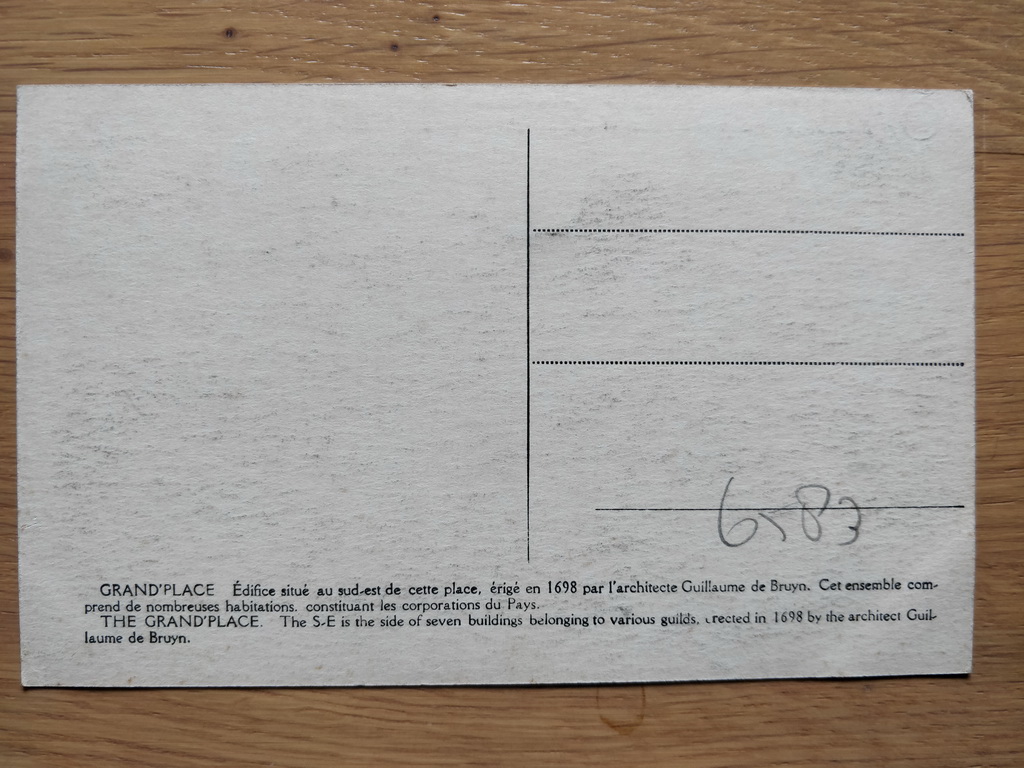 6583
GRAND'PLACE Édifice situé au sud-est de cette place, érigé en 1698 par l'architecte Guillaume de Bruyn. Cet ensemble com-
prend de nombreuses habitations, constituant les corporations du Pays.
THE GRAND'PLACE. The S-E is the side of seven buildings belonging to various guilds, erected in 1698 by the architect Guil-
laume de Bruyn.